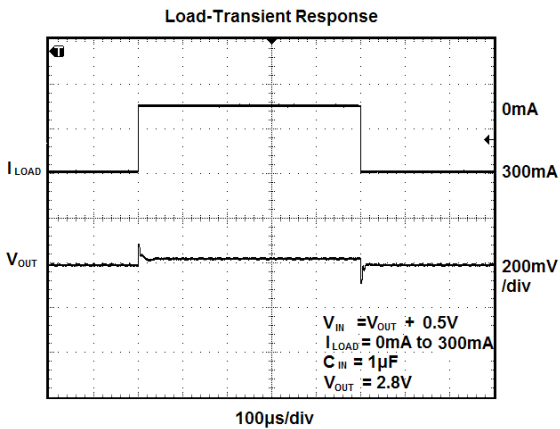 Load-Transient Response
T
0mA
I LOAD
300mA
VOUT
200mV
/div
VIN =VOUT + 0.5V
ILOAD = 0mA to 300mA
CIN = 1µF
VOUT = 2.8V
100µs/div